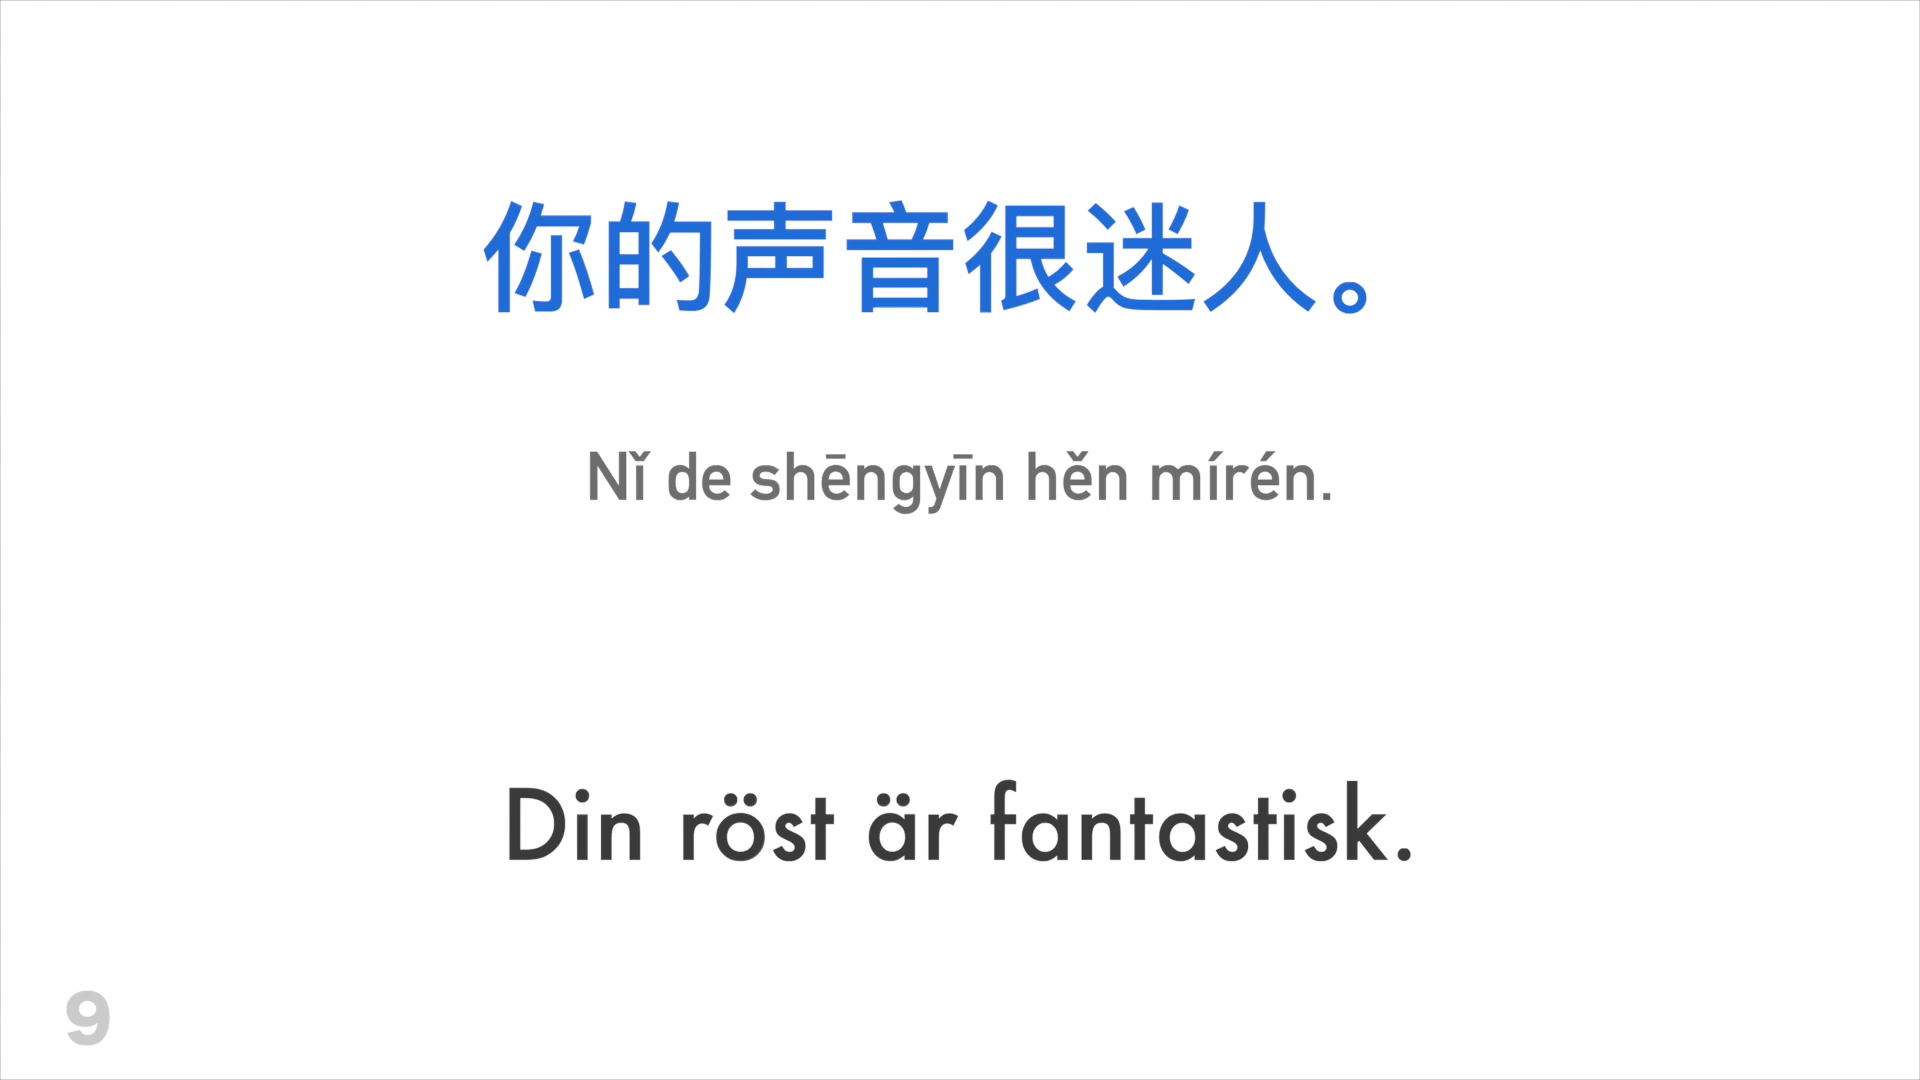 你的声音很迷人。
Nǐ de shēngyīn hěn mírén.
Din röst är fantastisk.
9